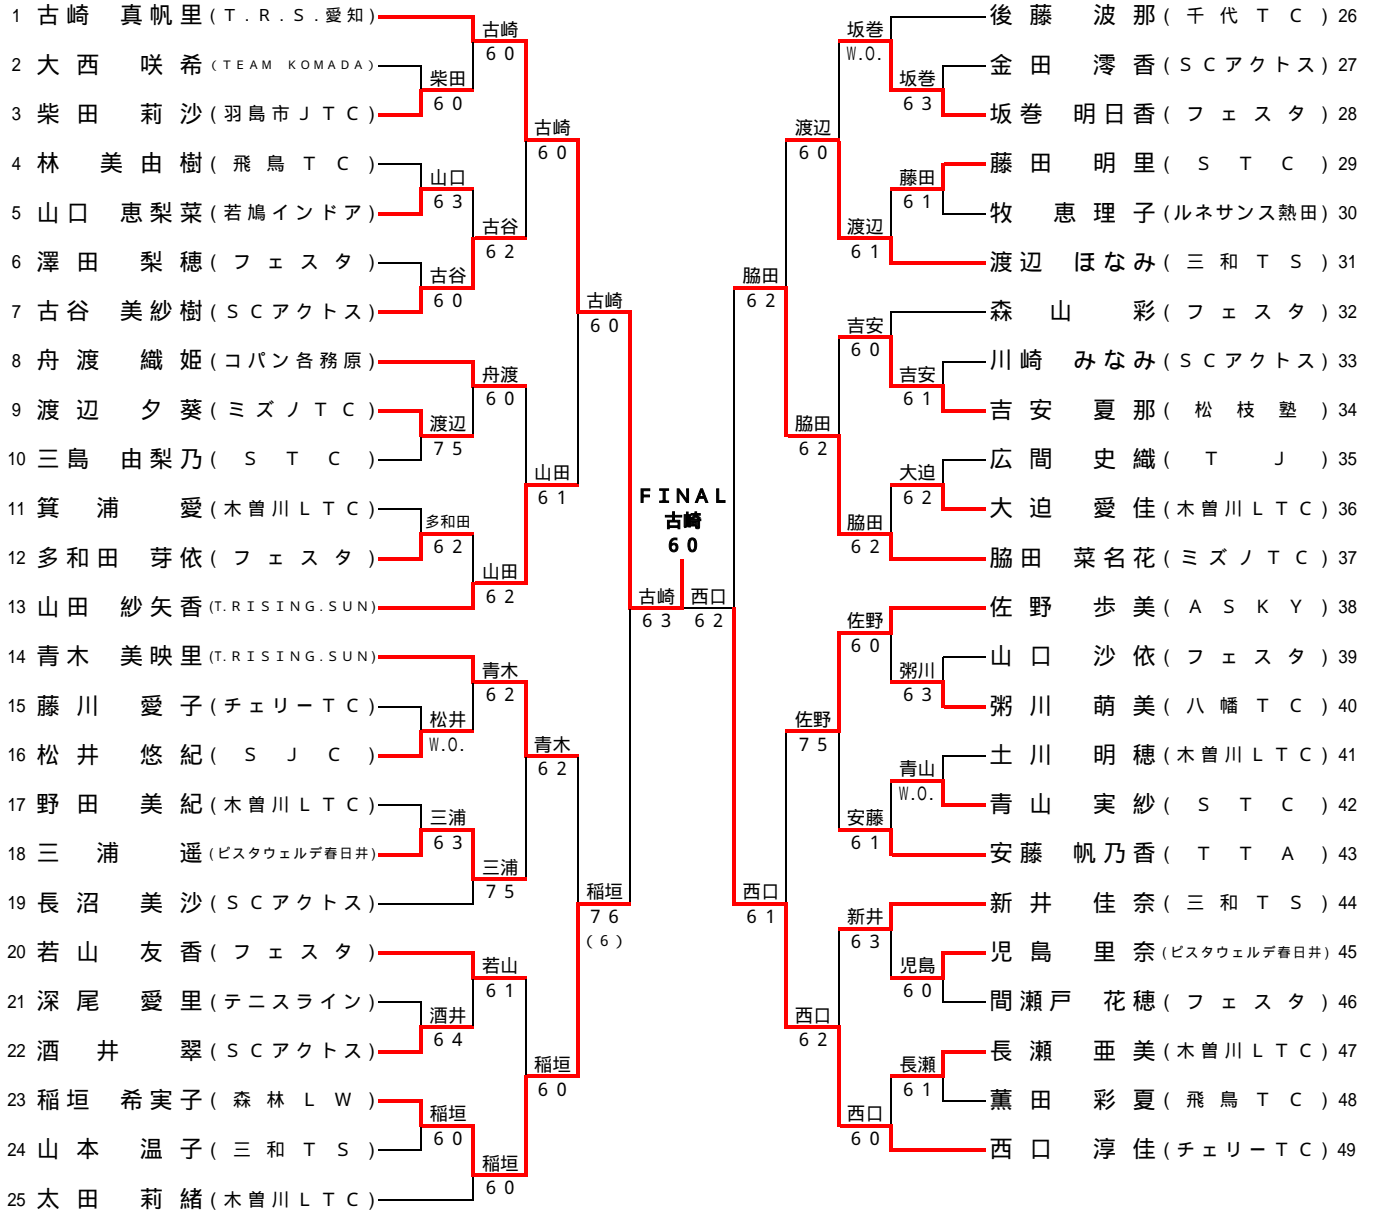 1 古崎 真帆里 (T.R.S.愛知)
2 大西 咲希 (TEAM KOMADA)
3 柴田 莉沙 (羽島市JTC)
4 林 美由樹 (飛鳥TC)
5 山口 恵梨菜 (若鳩インドア)
6 澤田 梨穂 (フェスタ)
7 古谷 美紗樹 (SCアクトス)
8 舟渡 織姫 (コパン各務原)
9 渡辺 夕葵 (ミズノTC)
10 三島 由梨乃 (STC)
11 箕浦 愛 (木曽川LTC)
12 多和田 芽依 (フェスタ)
13 山田 紗矢香 (T.RISING.SUN)
14 青木 美映里 (T.RISING.SUN)
15 藤川 愛子 (チェリーTC)
16 松井 悠紀 (SJC)
17 野田 美紀 (木曽川LTC)
18 三浦 遥 (ピスタウェルデ春日井)
19 長沼 美沙 (SCアクトス)
20 若山 友香 (フェスタ)
21 深尾 愛里 (テニスライン)
22 酒井 翠 (SCアクトス)
23 稲垣 希実子 (森林LW)
24 山本 温子 (三和TS)
25 太田 莉緒 (木曽川LTC)
柴田
60
山口
63
古谷
60
渡辺
75
多和田
62
松井
W.O.
三浦
63
酒井
64
稲垣
60
古崎
60
古谷
62
舟渡
60
山田
62
青木
62
三浦
75
若山
61
稲垣
60
古崎
60
山田
61
青木
62
稲垣
60
古崎
60
稲垣
76
(6)
古崎
63
FINAL
古崎
60
西口
62
脇田
62
西口
61
渡辺
60
脇田
62
佐野
75
西口
62
坂巻
W.O.
渡辺
61
吉安
60
脇田
62
佐野
60
安藤
61
新井
63
西口
60
坂巻
63
藤田
61
吉安
61
大迫
62
粥川
63
青山
W.O.
児島
60
長瀬
61
後藤 波那 (千代TC) 26
金田 澪香 (SCアクトス) 27
坂巻 明日香 (フェスタ) 28
藤田 明里 (STC) 29
牧 恵理子 (ルネサンス熱田) 30
渡辺 ほなみ (三和TS) 31
森山 彩 (フェスタ) 32
川崎 みなみ (SCアクトス) 33
吉安 夏那 (松枝塾) 34
広間 史織 (TJ) 35
大迫 愛佳 (木曽川LTC) 36
脇田 菜名花 (ミズノTC) 37
佐野 歩美 (ASKY) 38
山口 沙依 (フェスタ) 39
粥川 萌美 (八幡TC) 40
土川 明穂 (木曽川LTC) 41
青山 実紗 (STC) 42
安藤 帆乃香 (TTA) 43
新井 佳奈 (三和TS) 44
児島 里奈 (ピスタウェルデ春日井) 45
間瀬戸 花穂 (フェスタ) 46
長瀬 亜美 (木曽川LTC) 47
薫田 彩夏 (飛鳥TC) 48
西口 淳佳 (チェリーTC) 49